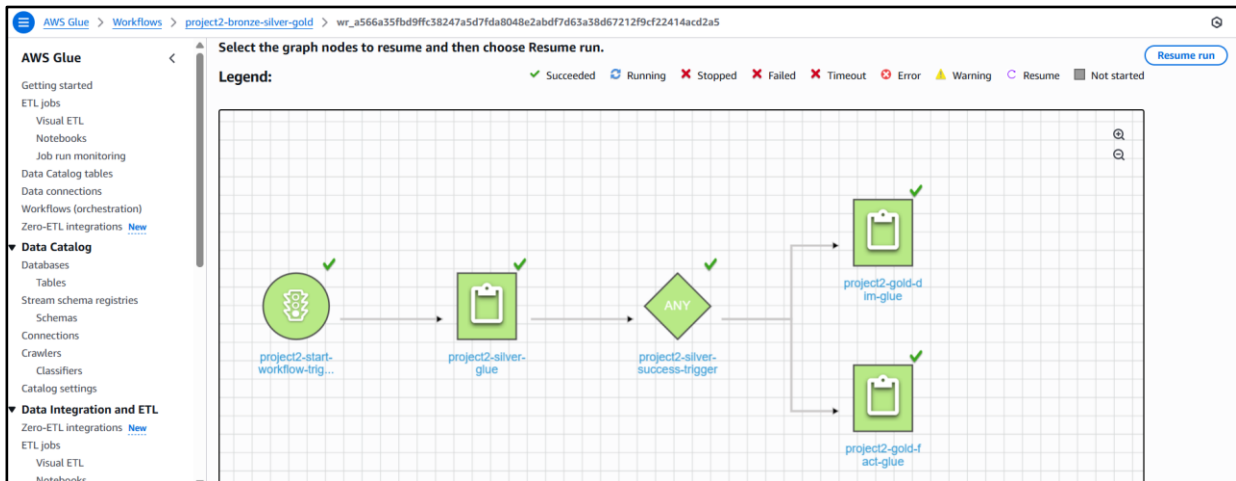 AWS Glue > Workflows > project2-bronze-silver-gold > wr_a566a35fbd9ffc38247a5d7fda8048e2abdf7d63a38d67212f9cf22414acd2a5
AWS Glue
Getting started
ETL jobs
Visual ETL
Notebooks
Job run monitoring
Data Catalog tables
Data connections
Workflows (orchestration)
Zero-ETL integrations New
Data Catalog
Databases
Tables
Stream schema registries
Schemas
Connections
Crawlers
Classifiers
Catalog settings
Data Integration and ETL
Zero-ETL integrations New
ETL jobs
Visual ETL
Notebooks
Select the graph nodes to resume and then choose Resume run.
Resume run
Legend:
Succeeded Running Stopped Failed Timeout Error Warning Resume Not started
project2-start-
workflow-trig...
project2-silver-
glue
ANY
project2-silver-
success-trigger
project2-gold-d
im-glue
project2-gold-f
act-glue